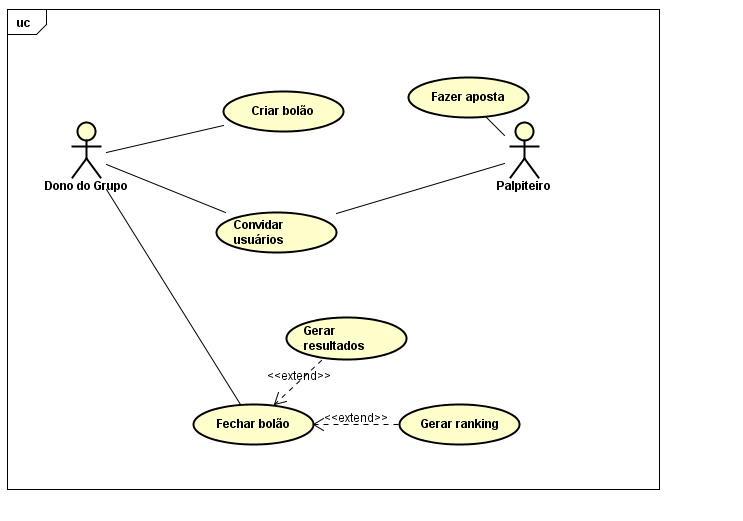 uc
Criar bolão
Fazer aposta
Dono do Grupo
Palpiteiro
Convidar
usuários
Gerar
resultados
<<extend>>
Fechar bolão
<<extend>>
Gerar ranking